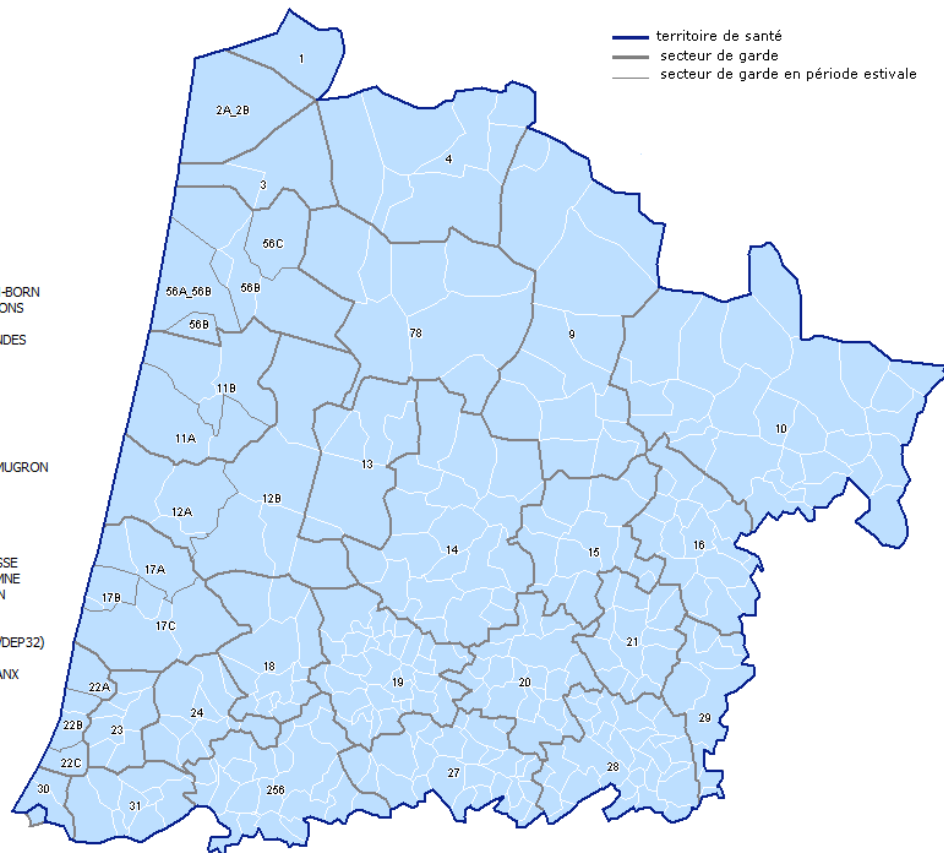 territoire de santé
secteur de garde
secteur de garde en période estivale
1
2A_2B
4
3
56C
-BORN
ONS
56A_56B
56B
56B
NDES
78
9
11B
10
11A
MUGRON
13
12B
12A
16
14
15
SSE
MNE
N
17A
17B
17C
/DEP32)
21
18
ANX
22A
19
20
24
22B
23
29
22C
27
28
30
256
31